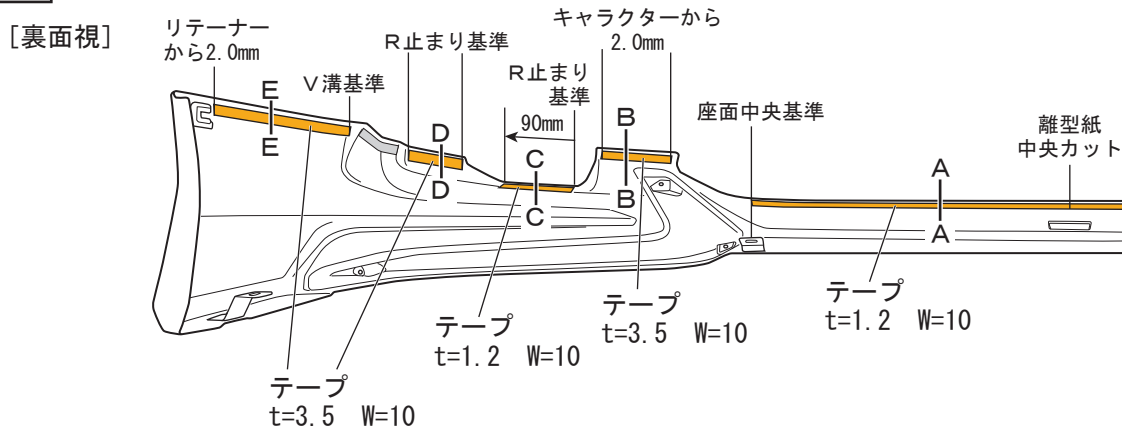 [裏面視]
リテーナー
から2.0mm
V溝基準
R止まり基準
R止まり
基準
90mm
キャラクターから
2.0mm
座面中央基準
離型紙
中央カット
E
E
D
D
C
C
B
B
A
A
テープ
t=3.5 W=10
テープ
t=1.2 W=10
テープ
t=3.5 W=10
テープ
t=1.2 W=10